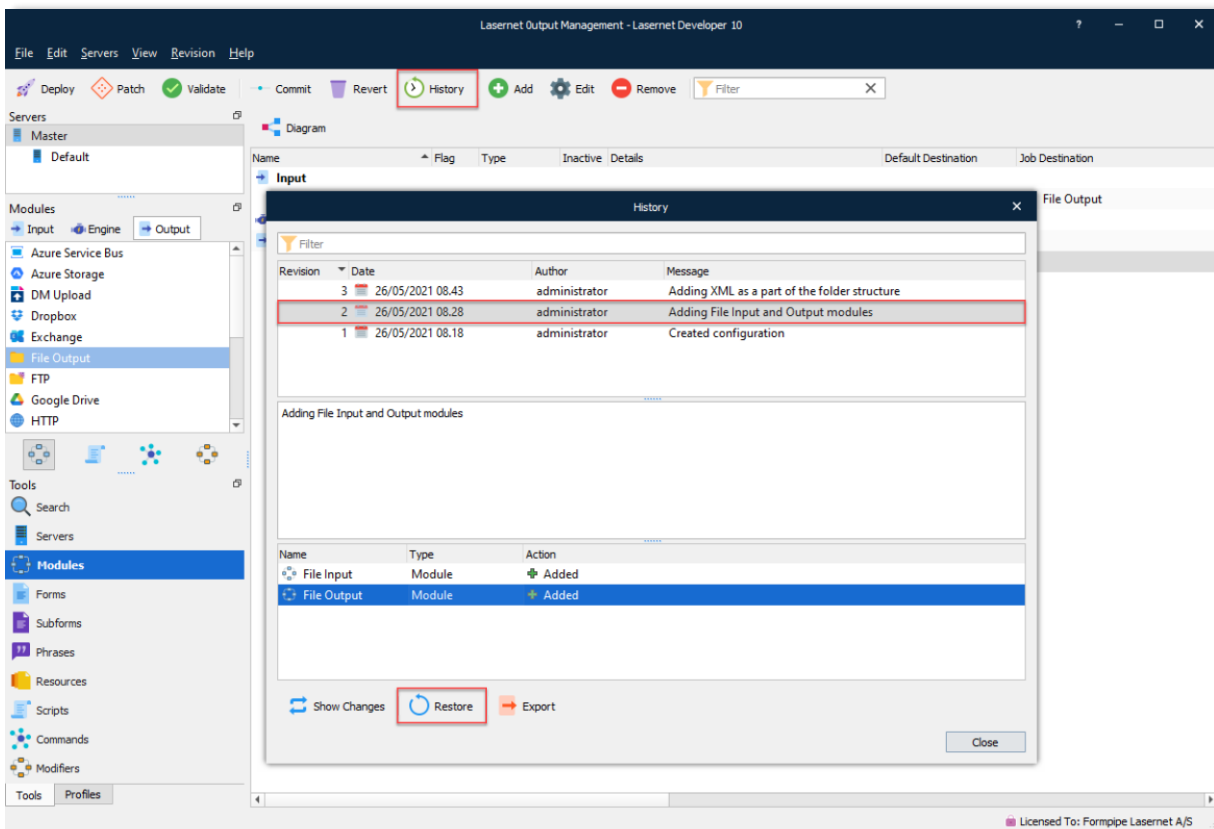 Lasernet Output Management - Lasernet Developer 10
File Edit Servers View Revision Help
Deploy Patch Validate Commit Revert History Add Edit Remove Filter
Servers
Master
Default
Diagram
Name Flag Type Inactive Details Default Destination Job Destination
Input
File Output
Modules
Input Engine Output
Azure Service Bus
Azure Storage
DM Upload
Dropbox
Exchange
File Output
FTP
Google Drive
HTTP
Tools
Search
Servers
Modules
Forms
Subforms
Phrases
Resources
Scripts
Commands
Modifiers
Tools Profiles
History
Filter
Revision Date Author Message
3 26/05/2021 08.43 administrator Adding XML as a part of the folder structure
2 26/05/2021 08.28 administrator Adding File Input and Output modules
1 26/05/2021 08.18 administrator Created configuration
Adding File Input and Output modules
Name Type Action
File Input Module Added
File Output Module Added
Show Changes Restore Export
Close
Licensed To: Formpipe Lasernet A/S